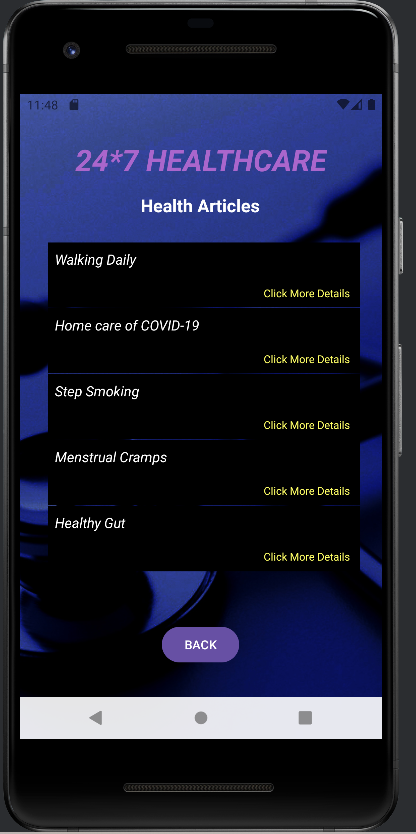 11:48
24*7 HEALTHCARE
Health Articles
Walking Daily
Click More Details
Home care of COVID-19
Click More Details
Step Smoking
Click More Details
Menstrual Cramps
Click More Details
Healthy Gut
Click More Details
BACK